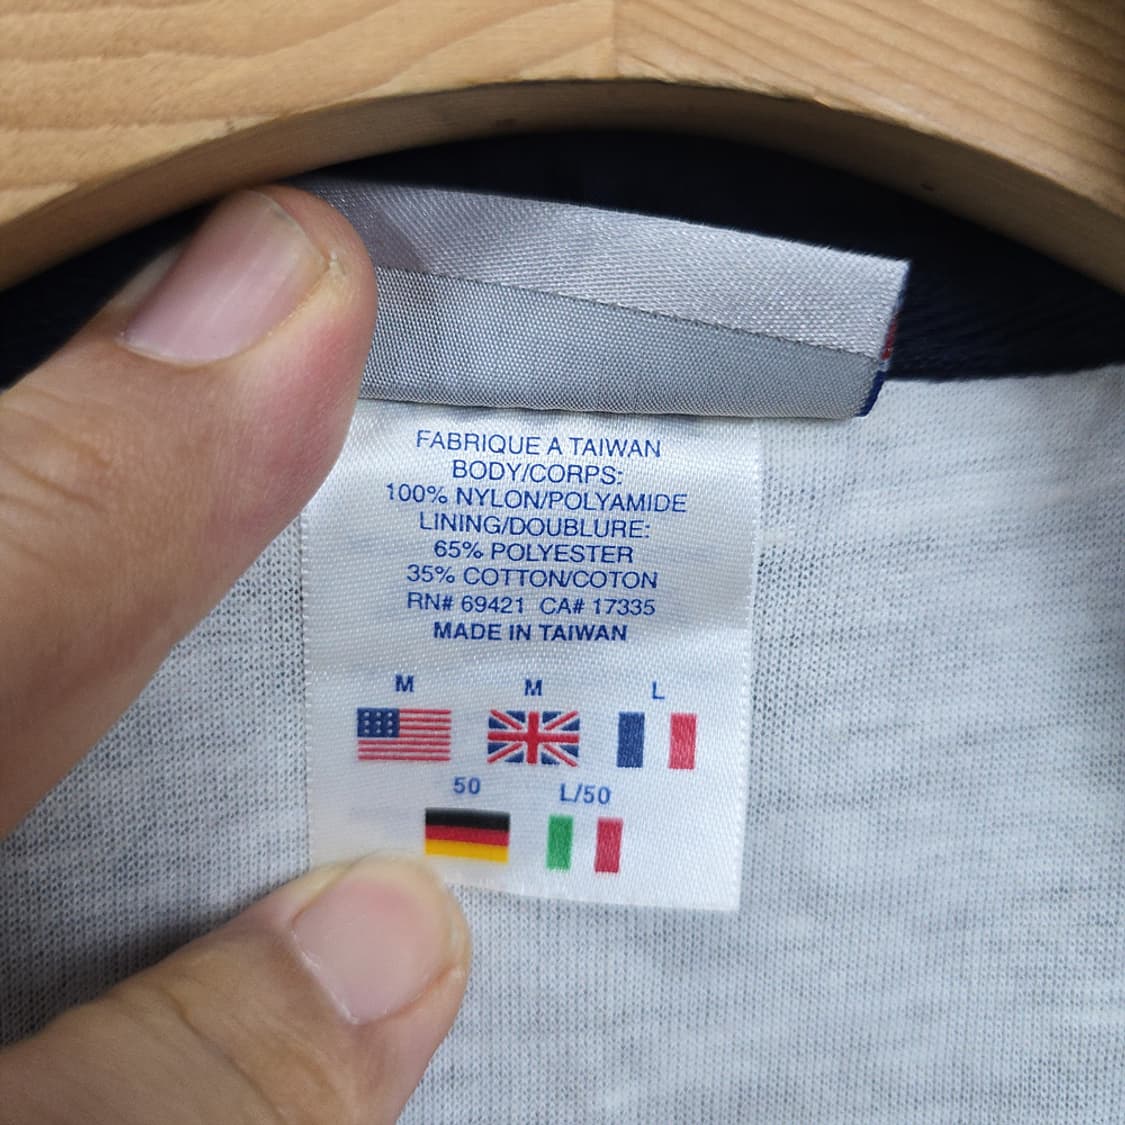 FABRIQUE A TAIWAN
BODY/CORPS:
100% NYLON/POLYAMIDE
LINING/DOUBLURE:
65% POLYESTER
35% COTTON/COTON
RN# 69421 CA# 17335
MADE IN TAIWAN
M M L
50 L/50